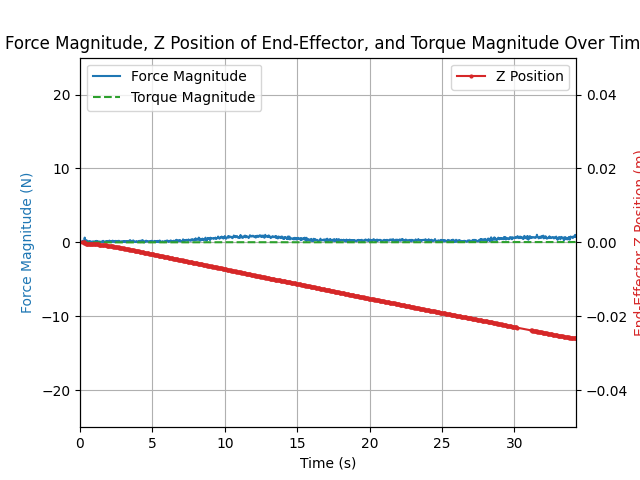 Force Magnitude, Z Position of End-Effector, and Torque Magnitude Over Tim
Force Magnitude
Torque Magnitude
Z Position
Force Magnitude (N)
20
10
0
−10
−20
0.04
0.02
0.00
−0.02
−0.04
End-Effector Z Position (m)
0
5
10
15
20
25
30
Time (s)